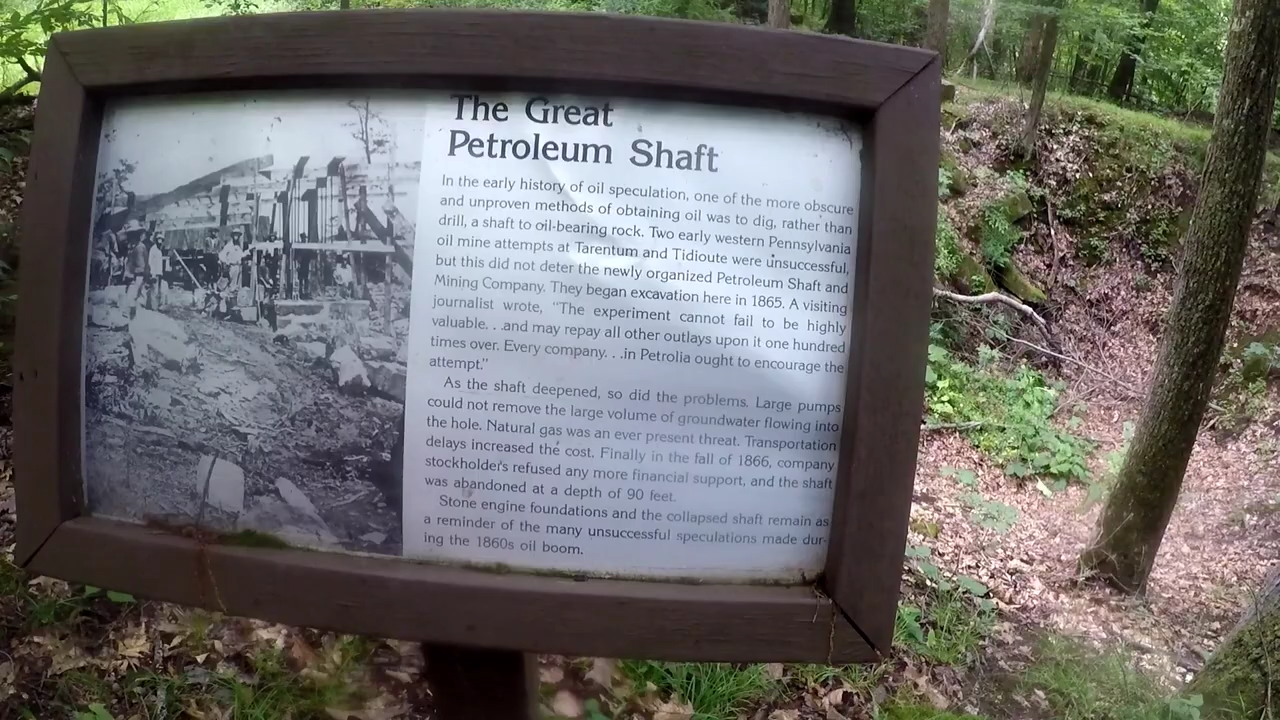 The Great
Petroleum Shaft
In the early history of oil speculation, one of the more obscure
and unproven methods of obtaining oil was to dig, rather than
drill, a shaft to oil-bearing rock. Two early western Pennsylvania
oil mine attempts at Tarentum and Tidioute were unsuccessful,
but this did not deter the newly organized Petroleum Shaft and
Mining Company. They began excavation here in 1865. A visiting
journalist wrote, "The experiment cannot fail to be highly
valuable. . .and may repay all other outlays upon it one hundred
times over. Every company. . .in Petrolia ought to encourage the
attempt."
As the shaft deepened, so did the problems. Large pumps
could not remove the large volume of groundwater flowing into
the hole. Natural gas was an ever present threat. Transportation
delays increased the cost. Finally in the fall of 1866, company
stockholders refused any more financial support, and the shaft
was abandoned at a depth of 90 feet.
Stone engine foundations and the collapsed shaft remain as
a reminder of the many unsuccessful speculations made dur-
ing the 1860s oil boom.